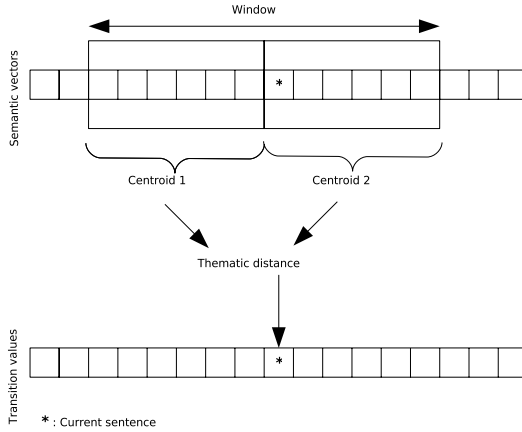 Window
Semantic vectors
*
Centroid 1
Centroid 2
Thematic distance
Transition values
*
* : Current sentence